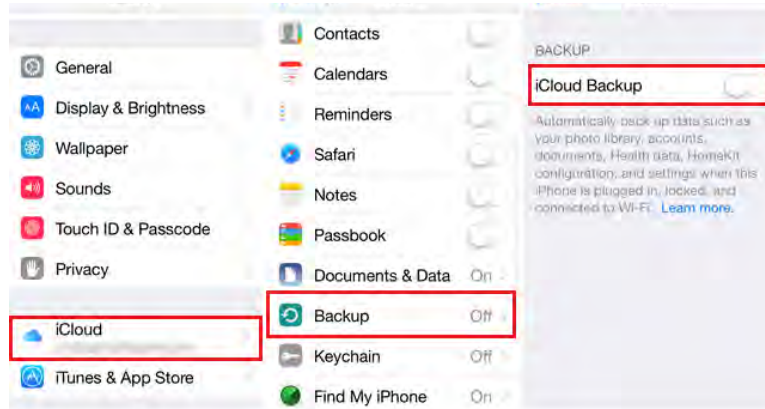 General
Display & Brightness
Wallpaper
Sounds
Touch ID & Passcode
Privacy
iCloud
iTunes & App Store
Contacts
Calendars
Reminders
Safari
Notes
Passbook
Documents & Data On
Backup Off
Keychain Off
Find My iPhone On
BACKUP
iCloud Backup
Automatically back up data such as
your photo library, accounts,
documents, Health data, HomeKit
configuration, and settings when this
iPhone is plugged in, locked, and
connected to Wi-Fi. Learn more.